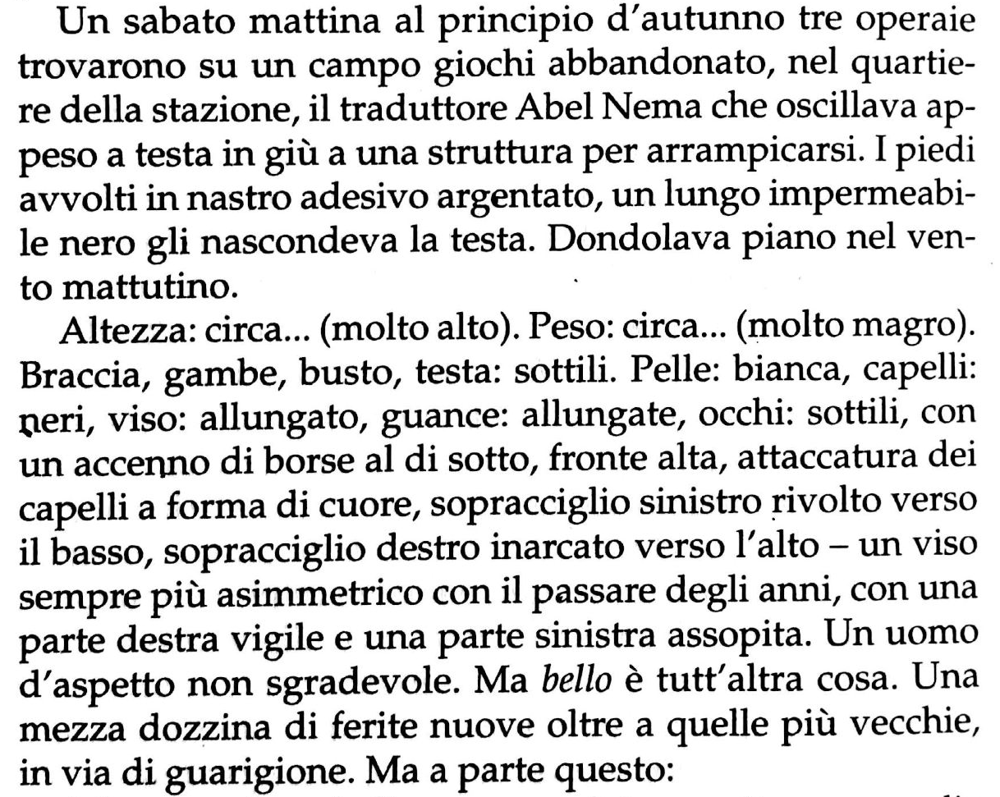 Un sabato mattina al principio d'autunno tre operaie
trovarono su un campo giochi abbandonato, nel quartie-
re della stazione, il traduttore Abel Nema che oscillava ap-
peso a testa in giù a una struttura per arrampicarsi. I piedi
avvolti in nastro adesivo argentato, un lungo impermeabi-
le nero gli nascondeva la testa. Dondolava piano nel ven-
to mattutino.
Altezza: circa... (molto alto). Peso: circa... (molto magro).
Braccia, gambe, busto, testa: sottili. Pelle: bianca, capelli:
neri, viso: allungato, guance: allungate, occhi: sottili, con
un accenno di borse al di sotto, fronte alta, attaccatura dei
capelli a forma di cuore, sopracciglio sinistro rivolto verso
il basso, sopracciglio destro inarcato verso l'alto – un viso
sempre più asimmetrico con il passare degli anni, con una
parte destra vigile e una parte sinistra assopita. Un uomo
d'aspetto non sgradevole. Ma bello è tutt'altra cosa. Una
mezza dozzina di ferite nuove oltre a quelle più vecchie,
in via di guarigione. Ma a parte questo: